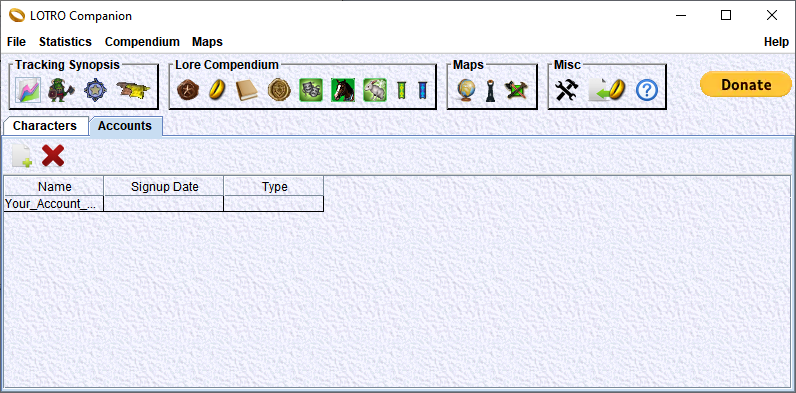 LOTRO Companion
File Statistics Compendium Maps Help
Tracking Synopsis Lore Compendium Maps Misc
Donate
Characters Accounts
Name Signup Date Type
Your_Account_...